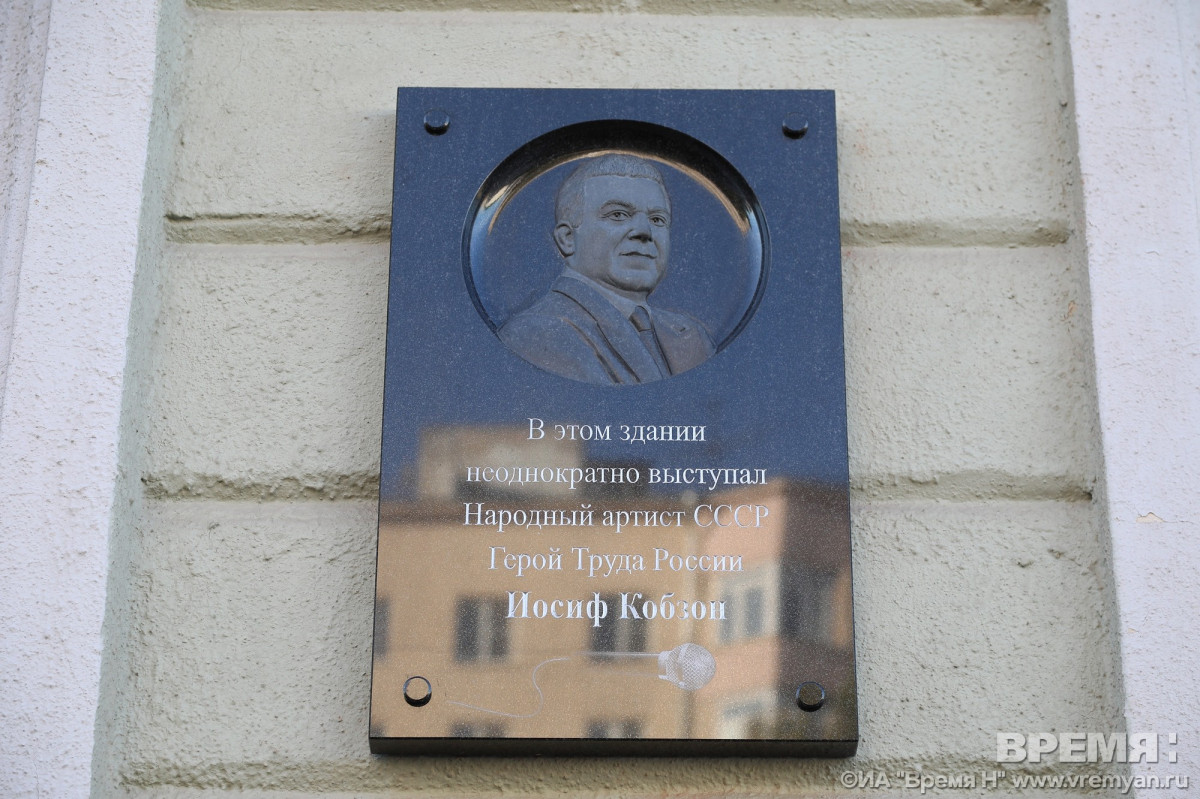 В этом здании
неоднократно выступал
Народный артист СССР
Герой Труда России
Иосиф Кобзон
ВРЕМЯ:
©ИА "Время Н" www.vremyan.ru